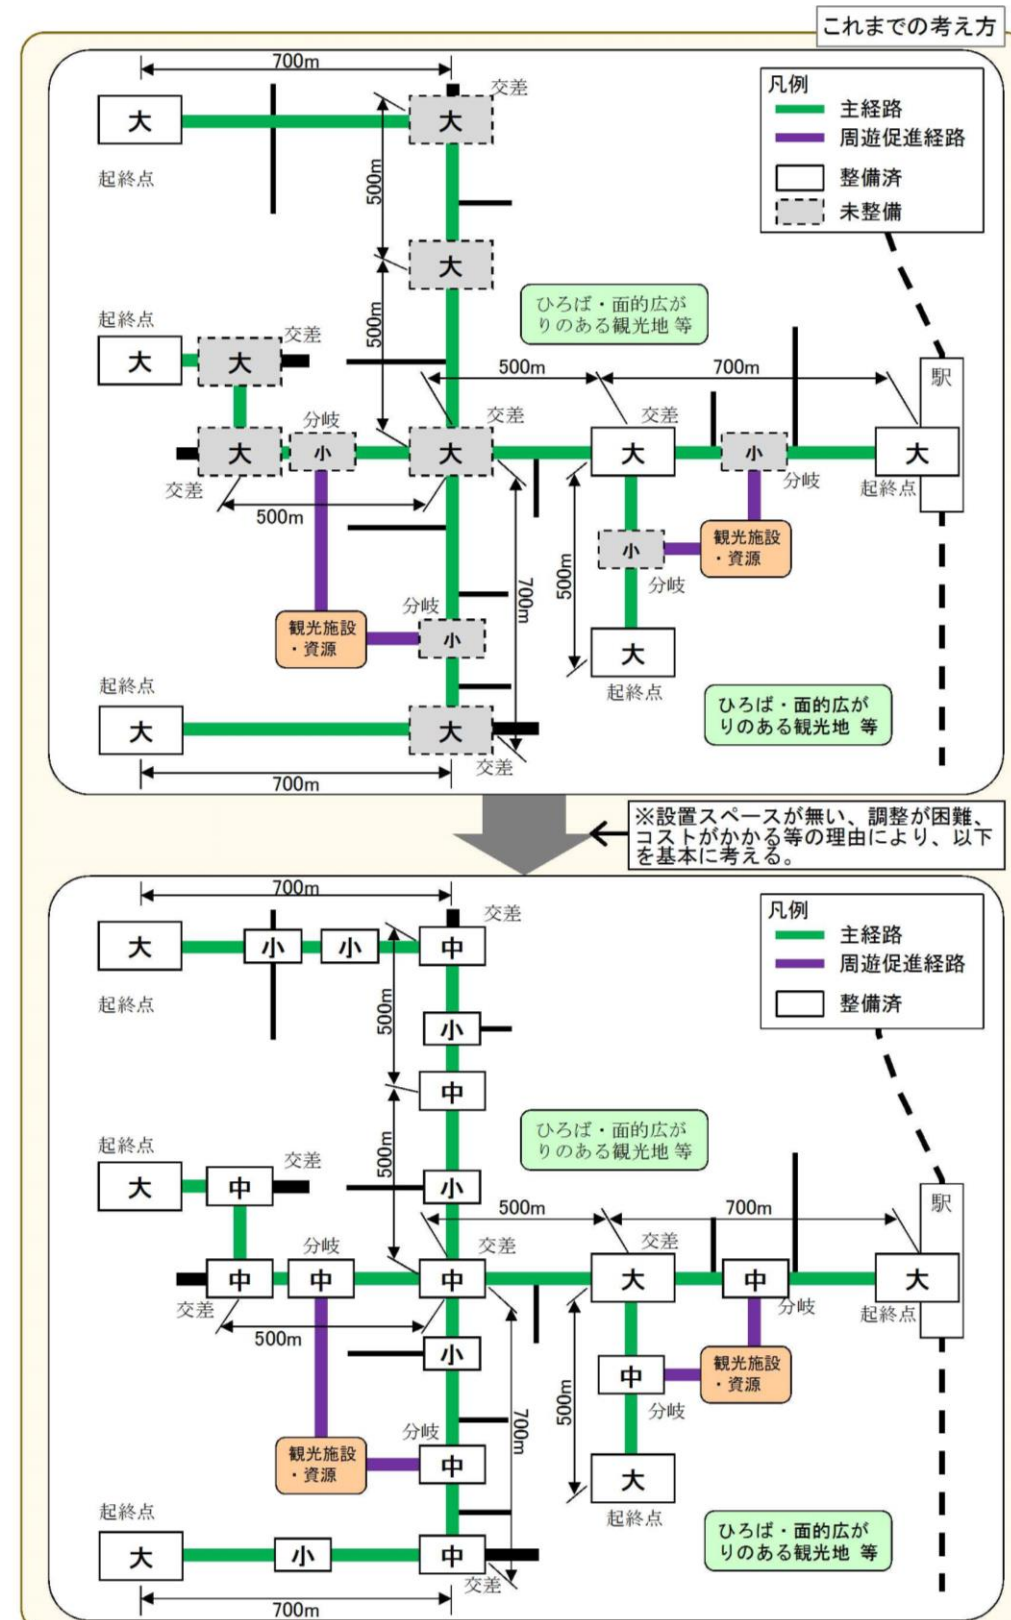 これまでの考え方
700m
交差
大
大
起終点
500m
凡例
主経路
周遊促進経路
整備済
未整備
大
500m
ひろば・面的広が
りのある観光地 等
起終点
大
大
交差
500m
700m
駅
分岐
交差
交差
大
小
大
大
小
大
交差
分岐
起終点
500m
500m
小
観光施設
・資源
分岐
700m
分岐
観光施設
・資源
小
大
起終点
起終点
大
大
交差
ひろば・面的広が
りのある観光地 等
700m
※設置スペースが無い、調整が困難、
コストがかかる等の理由により、以下
を基本に考える。
700m
交差
大
小
小
中
起終点
500m
小
凡例
主経路
周遊促進経路
整備済
中
500m
ひろば・面的広が
りのある観光地 等
起終点
大
中
交差
小
500m
700m
駅
分岐
交差
交差
中
中
中
大
中
大
交差
分岐
起終点
500m
小
500m
中
観光施設
・資源
分岐
700m
分岐
観光施設
・資源
中
大
起終点
起終点
大
小
中
交差
ひろば・面的広が
りのある観光地 等
700m